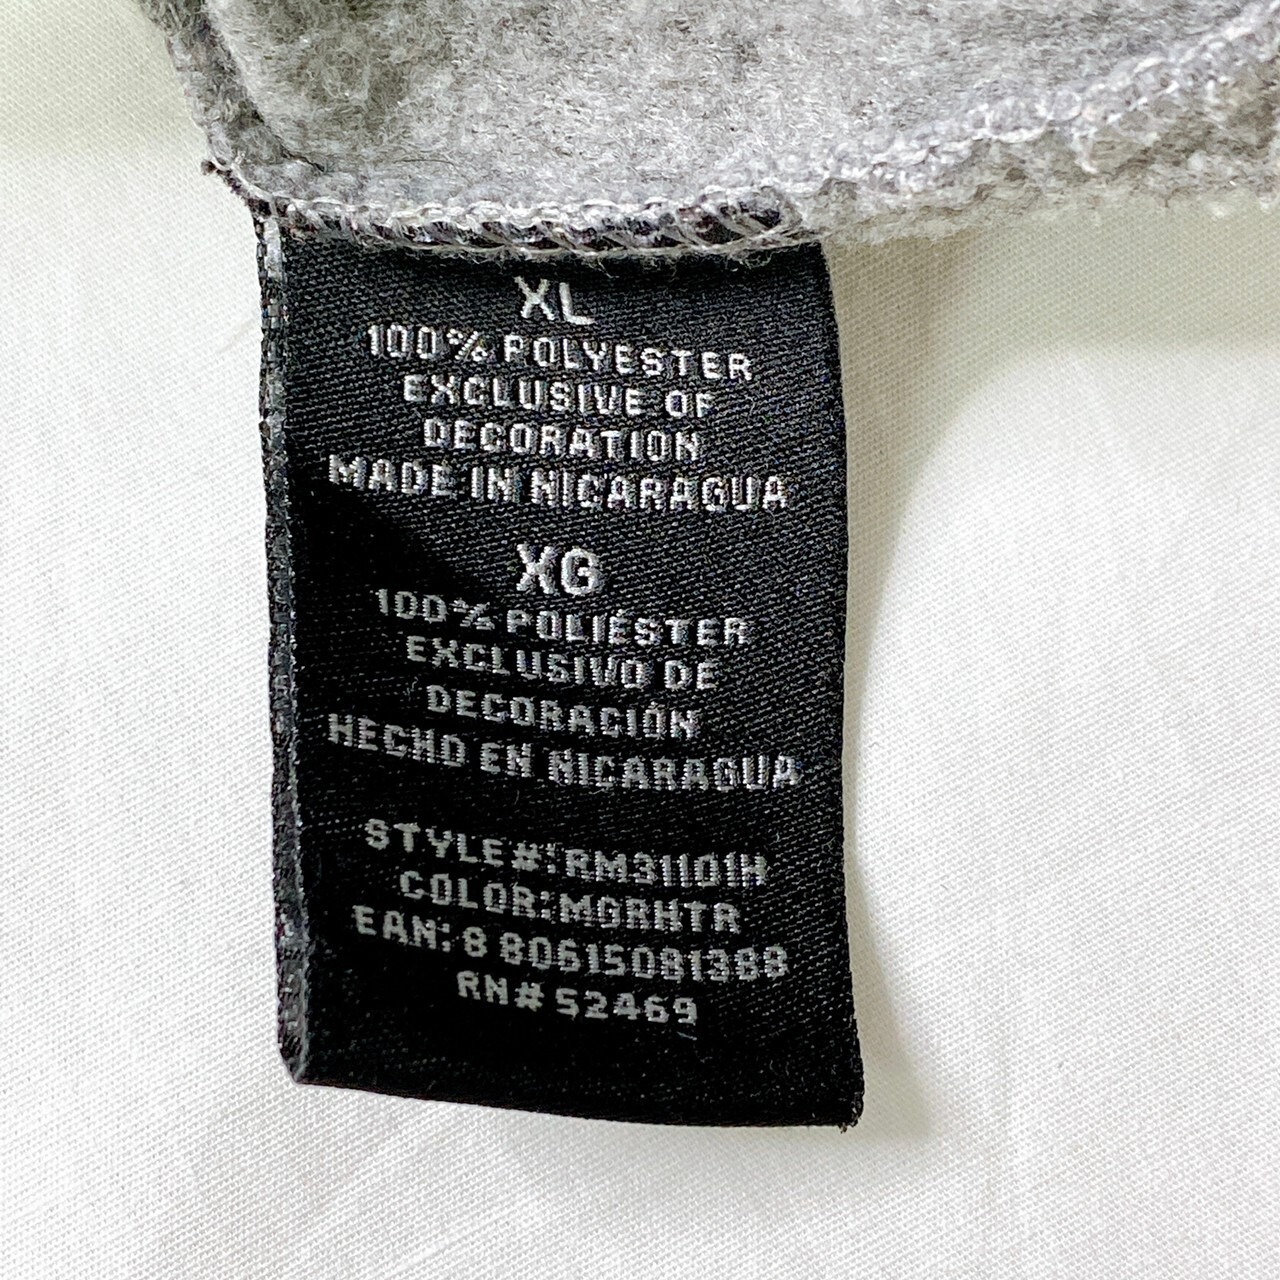 XL
100% POLYESTER
EXCLUSIVE OF
DECORATION
MADE IN NICARAGUA
XG
100% POLIÉSTER
EXCLUSIVO DE
DECORACIÓN
HECHO EN NICARAGUA
STYLE#:RM31101H
COLOR:MGRHTR
EAN: 8 80615081388
RN# 52469